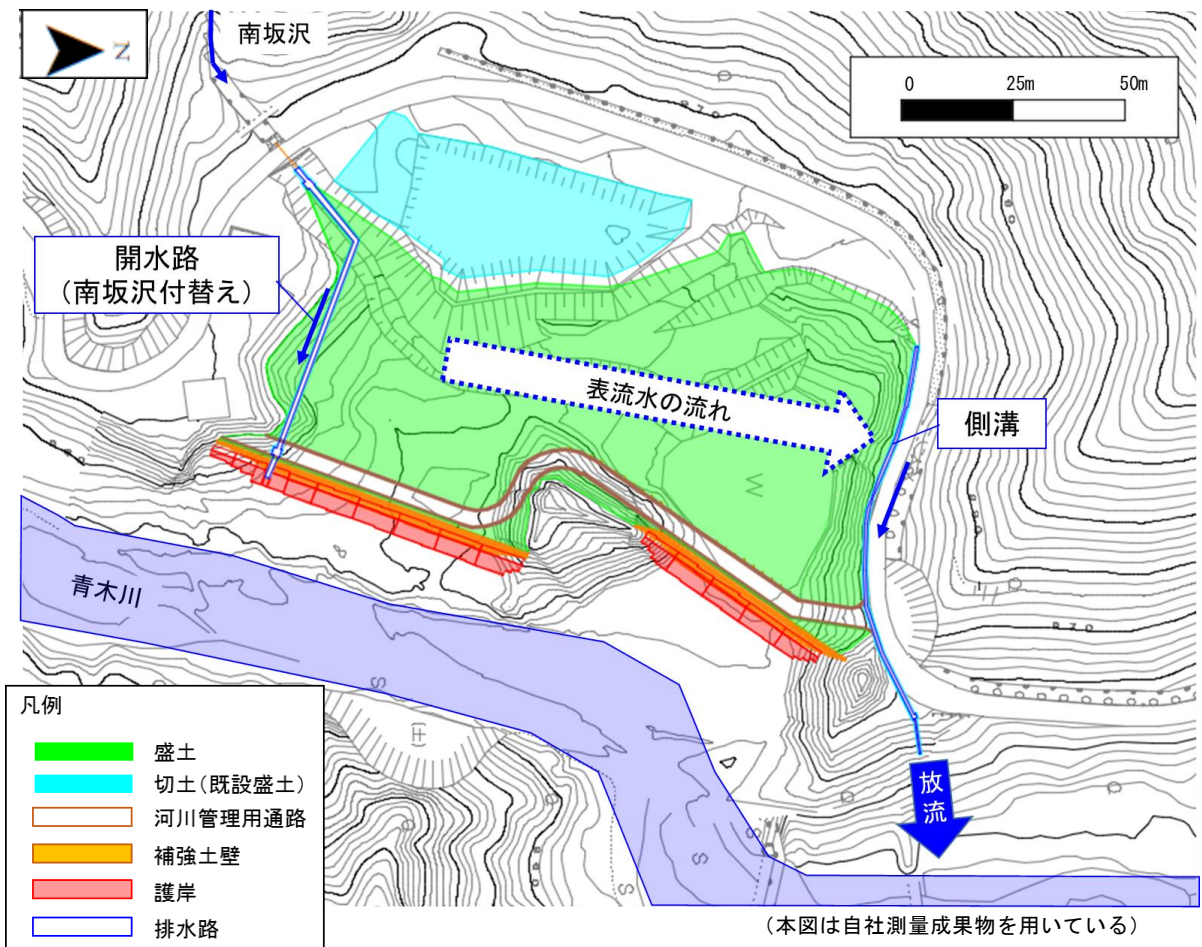 南坂沢
N
0 25m 50m
開水路
(南坂沢付替え)
表流水の流れ
側溝
W
青木川
凡例
盛土
切土(既設盛土)
河川管理用通路
補強土壁
護岸
排水路
放
流
(本図は自社測量成果物を用いている)